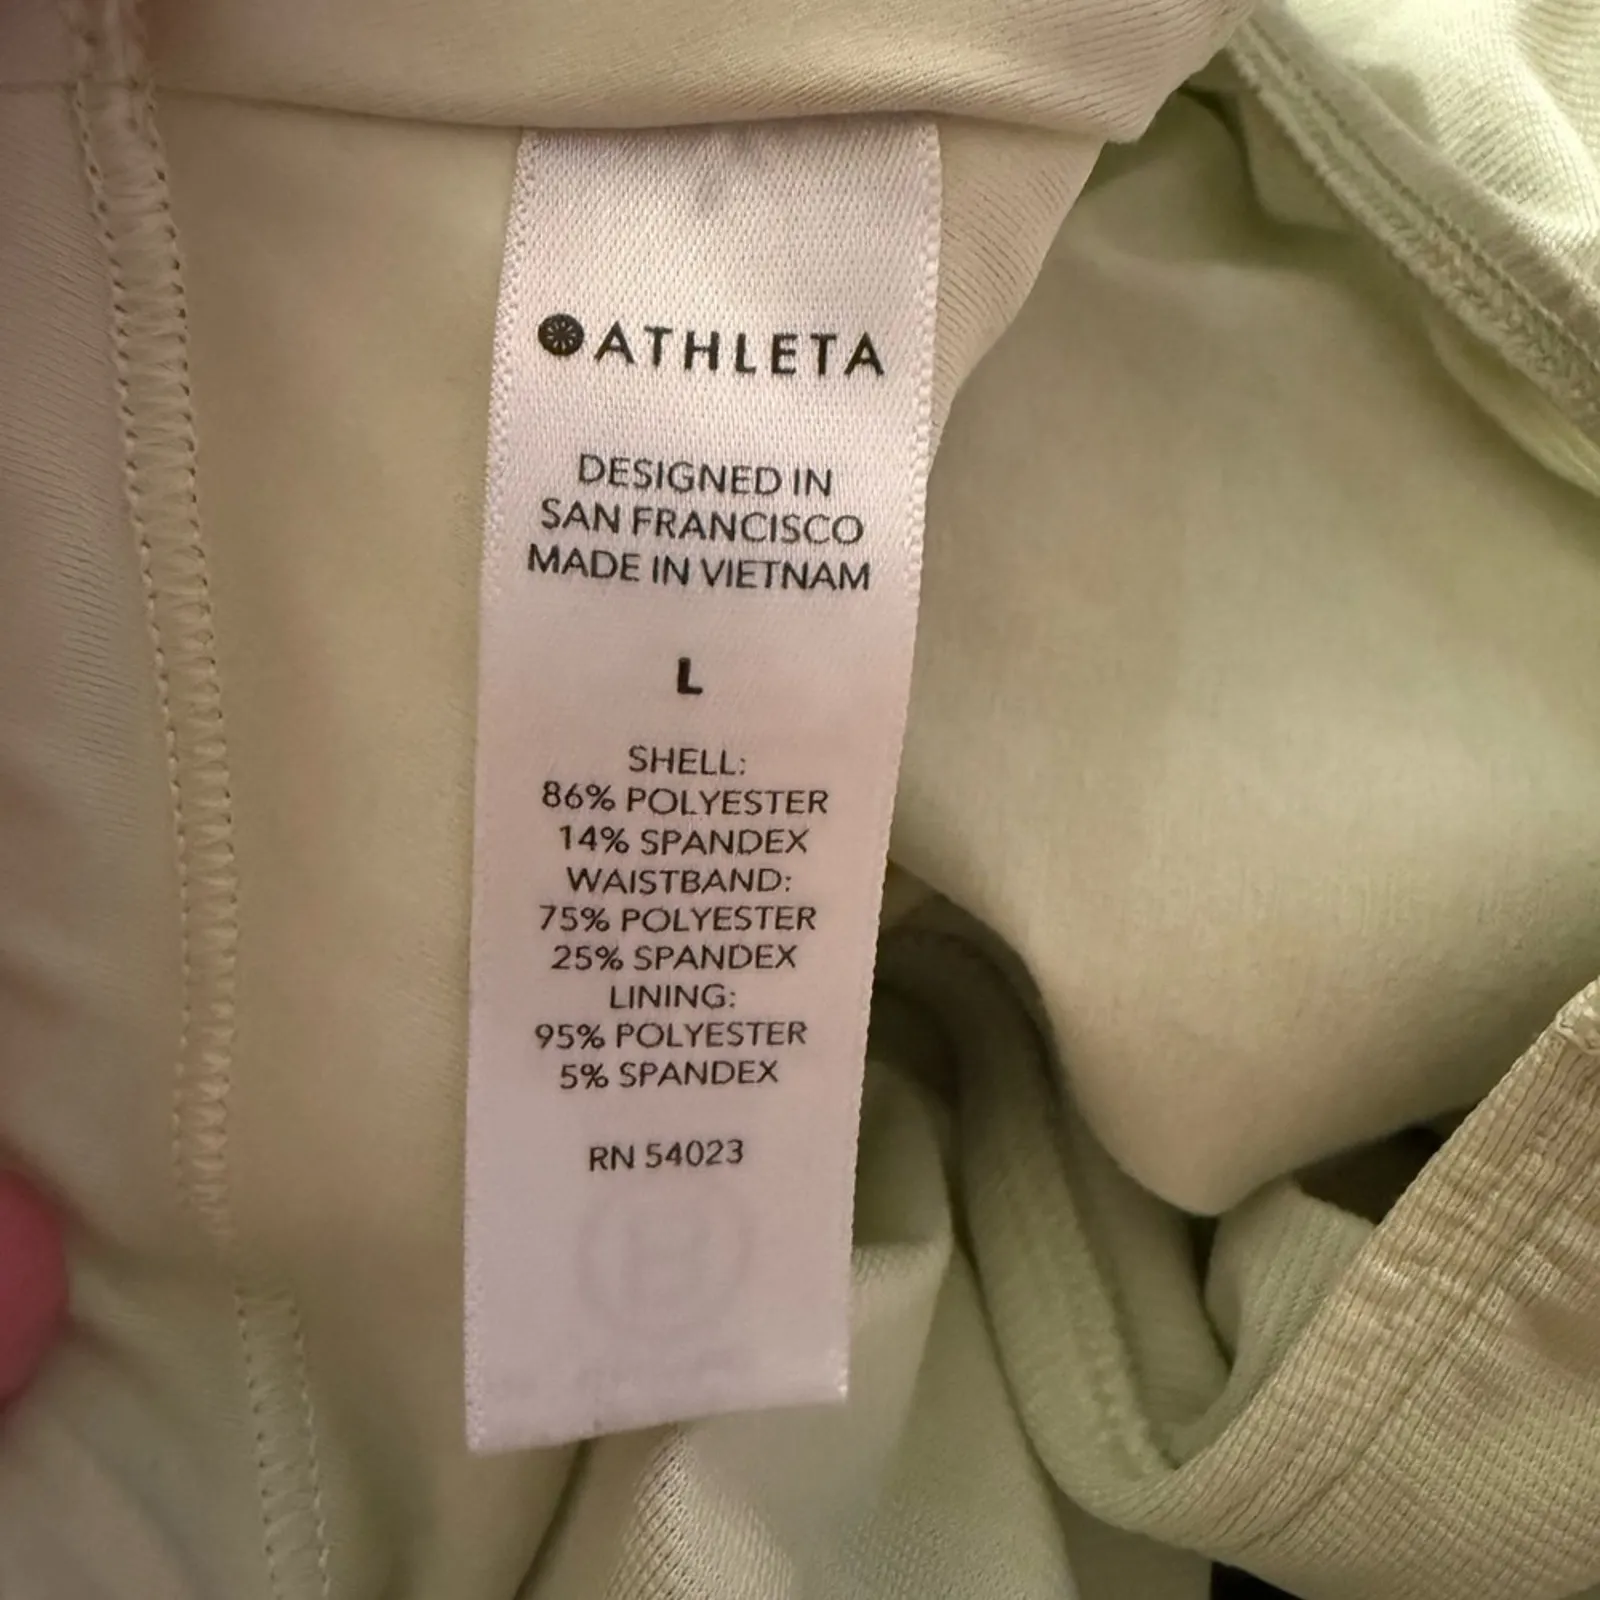 ATHLETA
DESIGNED IN
SAN FRANCISCO
MADE IN VIETNAM
L
SHELL:
86% POLYESTER
14% SPANDEX
WAISTBAND:
75% POLYESTER
25% SPANDEX
LINING:
95% POLYESTER
5% SPANDEX
RN 54023